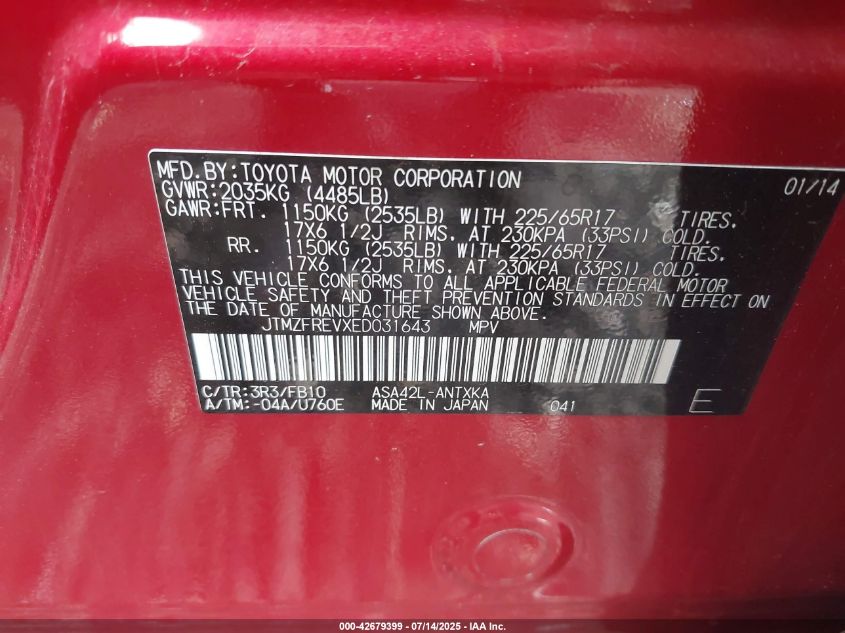 MFD.BY:TOYOTA MOTOR CORPORATION 01/14
GVWR:2035KG (4485LB)
GAWR:FRT. 1150KG (2535LB) WITH 225/65R17 TIRES,
17X6 1/2J RIMS, AT 230KPA (33PSI) COLD.
RR. 1150KG (2535LB) WITH 225/65R17 TIRES,
17X6 1/2J RIMS, AT 230KPA (33PSI) COLD.
THIS VEHICLE CONFORMS TO ALL APPLICABLE FEDERAL MOTOR
VEHICLE SAFETY AND THEFT PREVENTION STANDARDS IN EFFECT ON
THE DATE OF MANUFACTURE SHOWN ABOVE.
JTMZFREVXED031643 MPV
C/TR:3R3/FB10 ASA42L-ANTXKA
A/TM:-04A/U760E MADE IN JAPAN 041 E
000-42679399 - 07/14/2025 - IAA Inc.